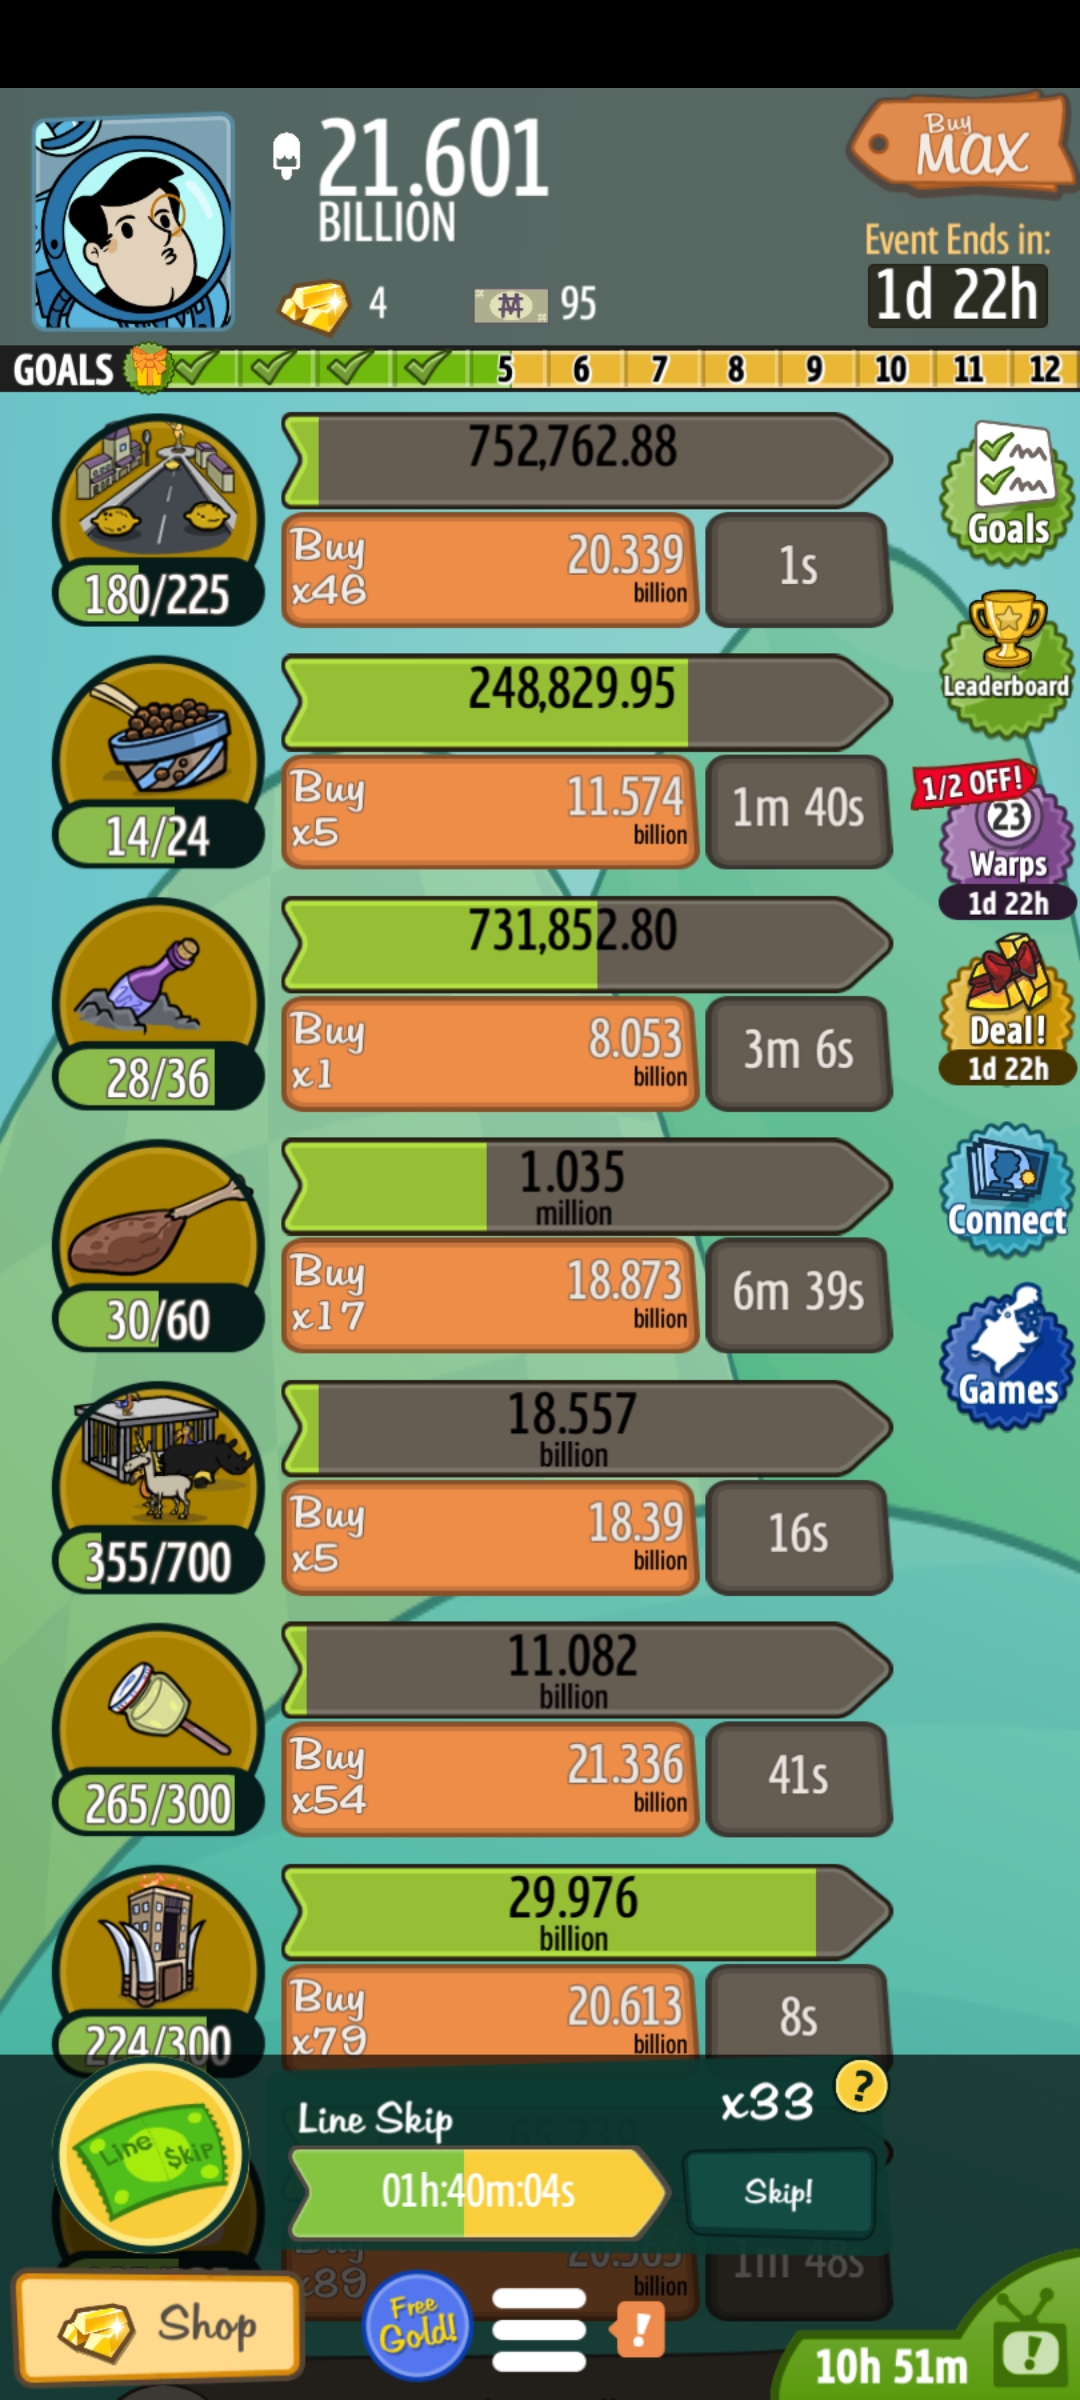 21.601
BILLION
Buy
MAX
Event Ends in:
1d 22h
4
95
GOALS
5 6 7 8 9 10 11 12
752,762.88
Buy
x46
20.339
billion
1s
180/225
Goals
248,829.95
Buy
x5
11.574
billion
1m 40s
14/24
Leaderboard
1/2 OFF!
23
Warps
1d 22h
731,852.80
Buy
x1
8.053
billion
3m 6s
28/36
Deal!
1d 22h
1.035
million
Buy
x17
18.873
billion
6m 39s
30/60
Connect
18.557
billion
Buy
x5
18.39
billion
16s
355/700
Games
11.082
billion
Buy
x54
21.336
billion
41s
265/300
29.976
billion
Buy
x79
20.613
billion
8s
224/300
Line $kip
Line Skip
x33
?
65.239
01h:40m:04s
Skip!
Buy
x89
billion
1m 48s
Shop
Free
Gold!
!
10h 51m
!